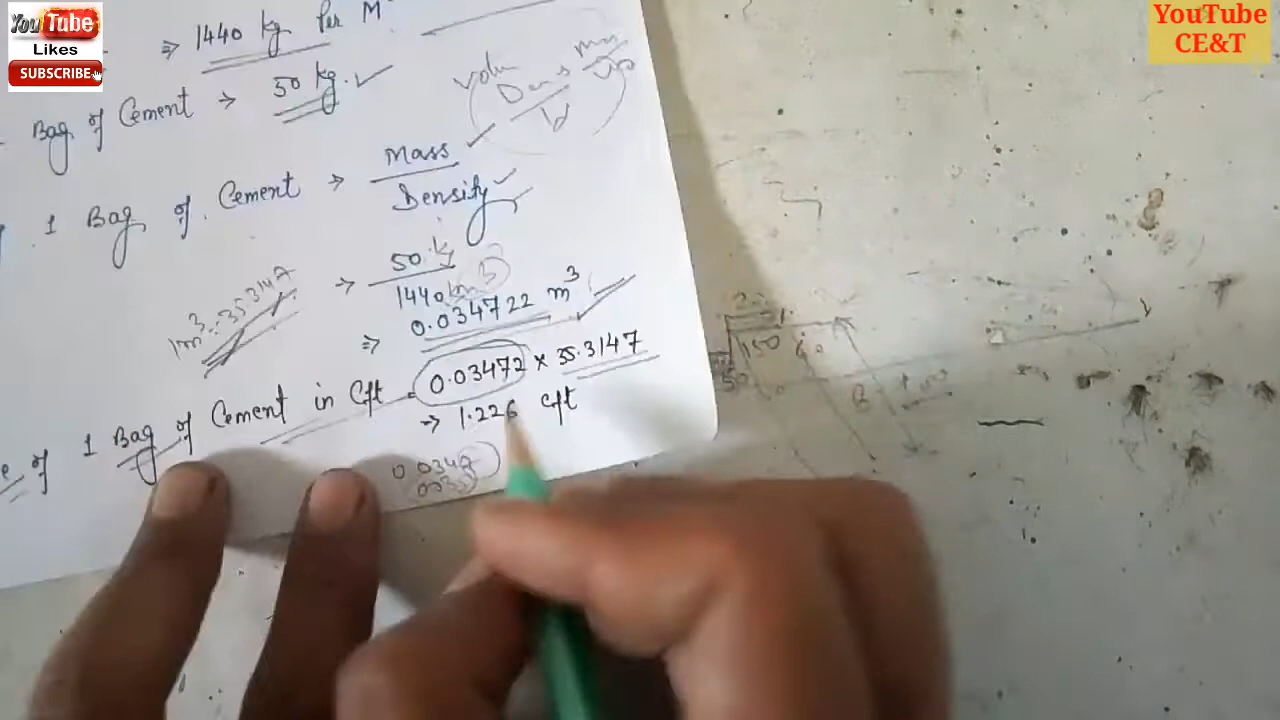 YouTube
Likes
SUBSCRIBE
YouTube
CE&T
⇒ 1440 kg Per M
Bag of Cement → 50 kg. ✓
1 Bag of Cement → Mass
Density
→ 50
1440
⇒ 0.034722 m³
1m³ = 35.3147
of 1 Bag of Cement in Cft = 0.03472 × 35.3147
→ 1.226 cft
0.0347